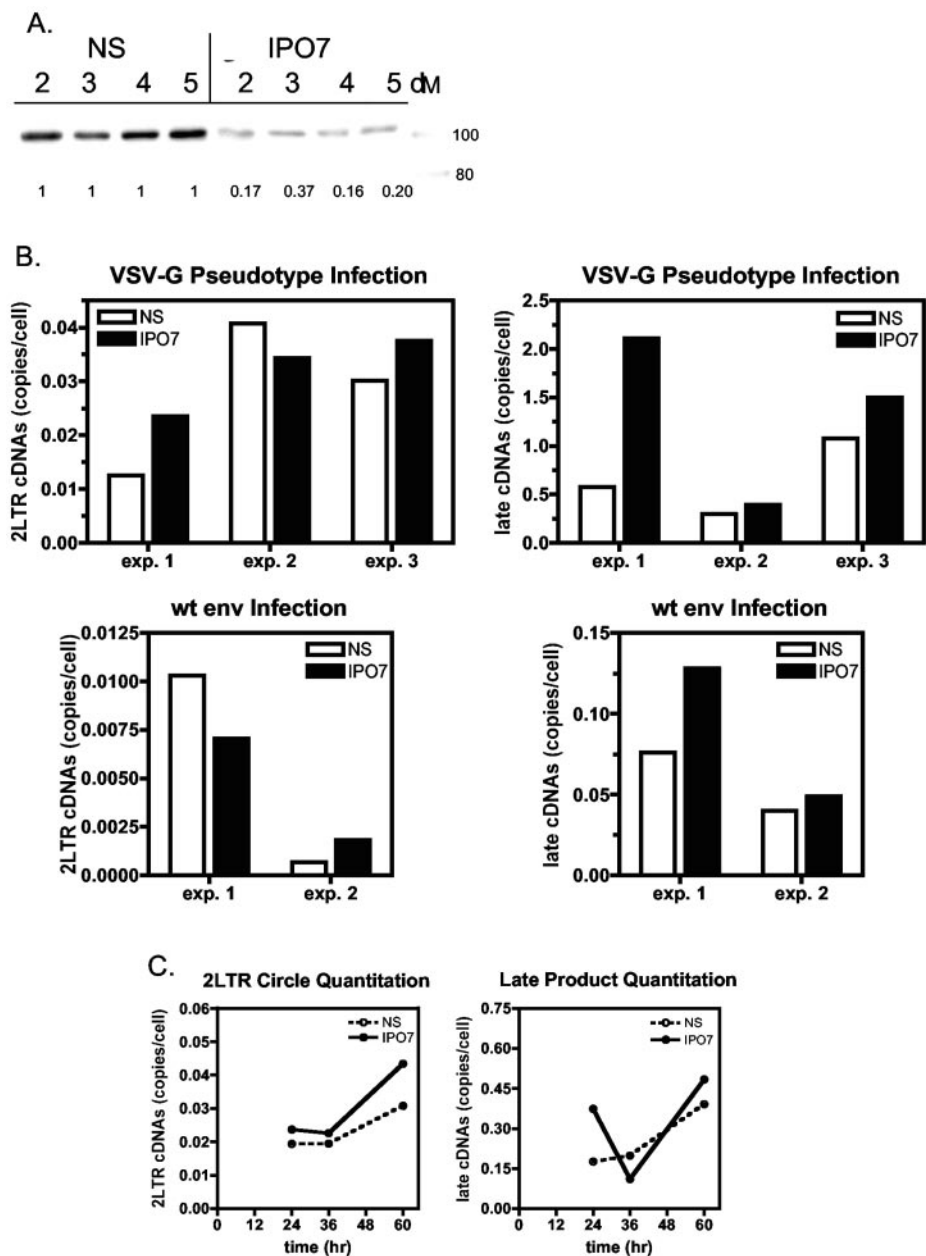 A.
NS IPO7
2 3 4 5 2 3 4 5 d M
100
80
1 1 1 1 0.17 0.37 0.16 0.20
B.
VSV-G Pseudotype Infection
2LTR cDNAs (copies/cell)
0.04
0.03
0.02
0.01
0.00
NS
IPO7
exp. 1 exp. 2 exp. 3
VSV-G Pseudotype Infection
late cDNAs (copies/cell)
2.5
2.0
1.5
1.0
0.5
0.0
NS
IPO7
exp. 1 exp. 2 exp. 3
wt env Infection
2LTR cDNAs (copies/cell)
0.0125
0.0100
0.0075
0.0050
0.0025
0.0000
NS
IPO7
exp. 1 exp. 2
wt env Infection
late cDNAs (copies/cell)
0.15
0.10
0.05
0.00
NS
IPO7
exp. 1 exp. 2
C.
2LTR Circle Quantitation
2LTR cDNAs (copies/cell)
0.06
0.05
0.04
0.03
0.02
0.01
0.00
NS
IPO7
0 12 24 36 48 60
time (hr)
Late Product Quantitation
late cDNAs (copies/cell)
0.75
0.60
0.45
0.30
0.15
0.00
NS
IPO7
0 12 24 36 48 60
time (hr)